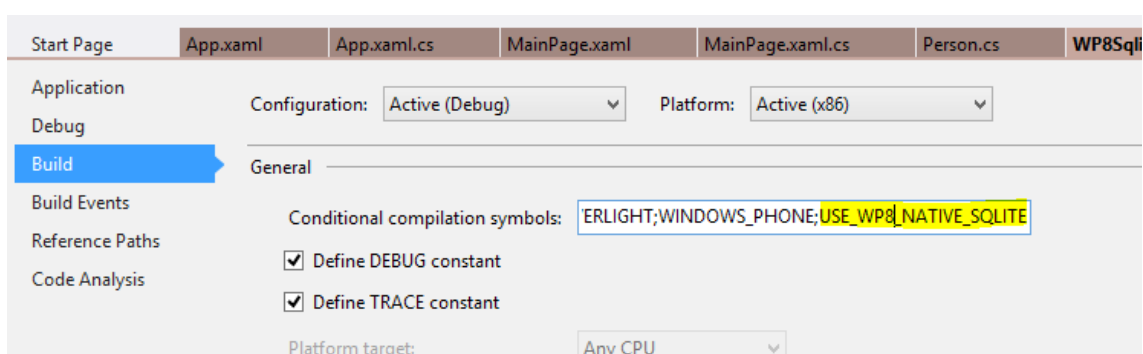 Start Page App.xaml App.xaml.cs MainPage.xaml MainPage.xaml.cs Person.cs WP8Sqli
Application
Configuration: Active (Debug) Platform: Active (x86)
Debug
Build
General
Build Events
Conditional compilation symbols: ERLIGHT;WINDOWS_PHONE;USE_WP8_NATIVE_SQLITE
Reference Paths
Define DEBUG constant
Code Analysis
Define TRACE constant
Platform target: Any CPU